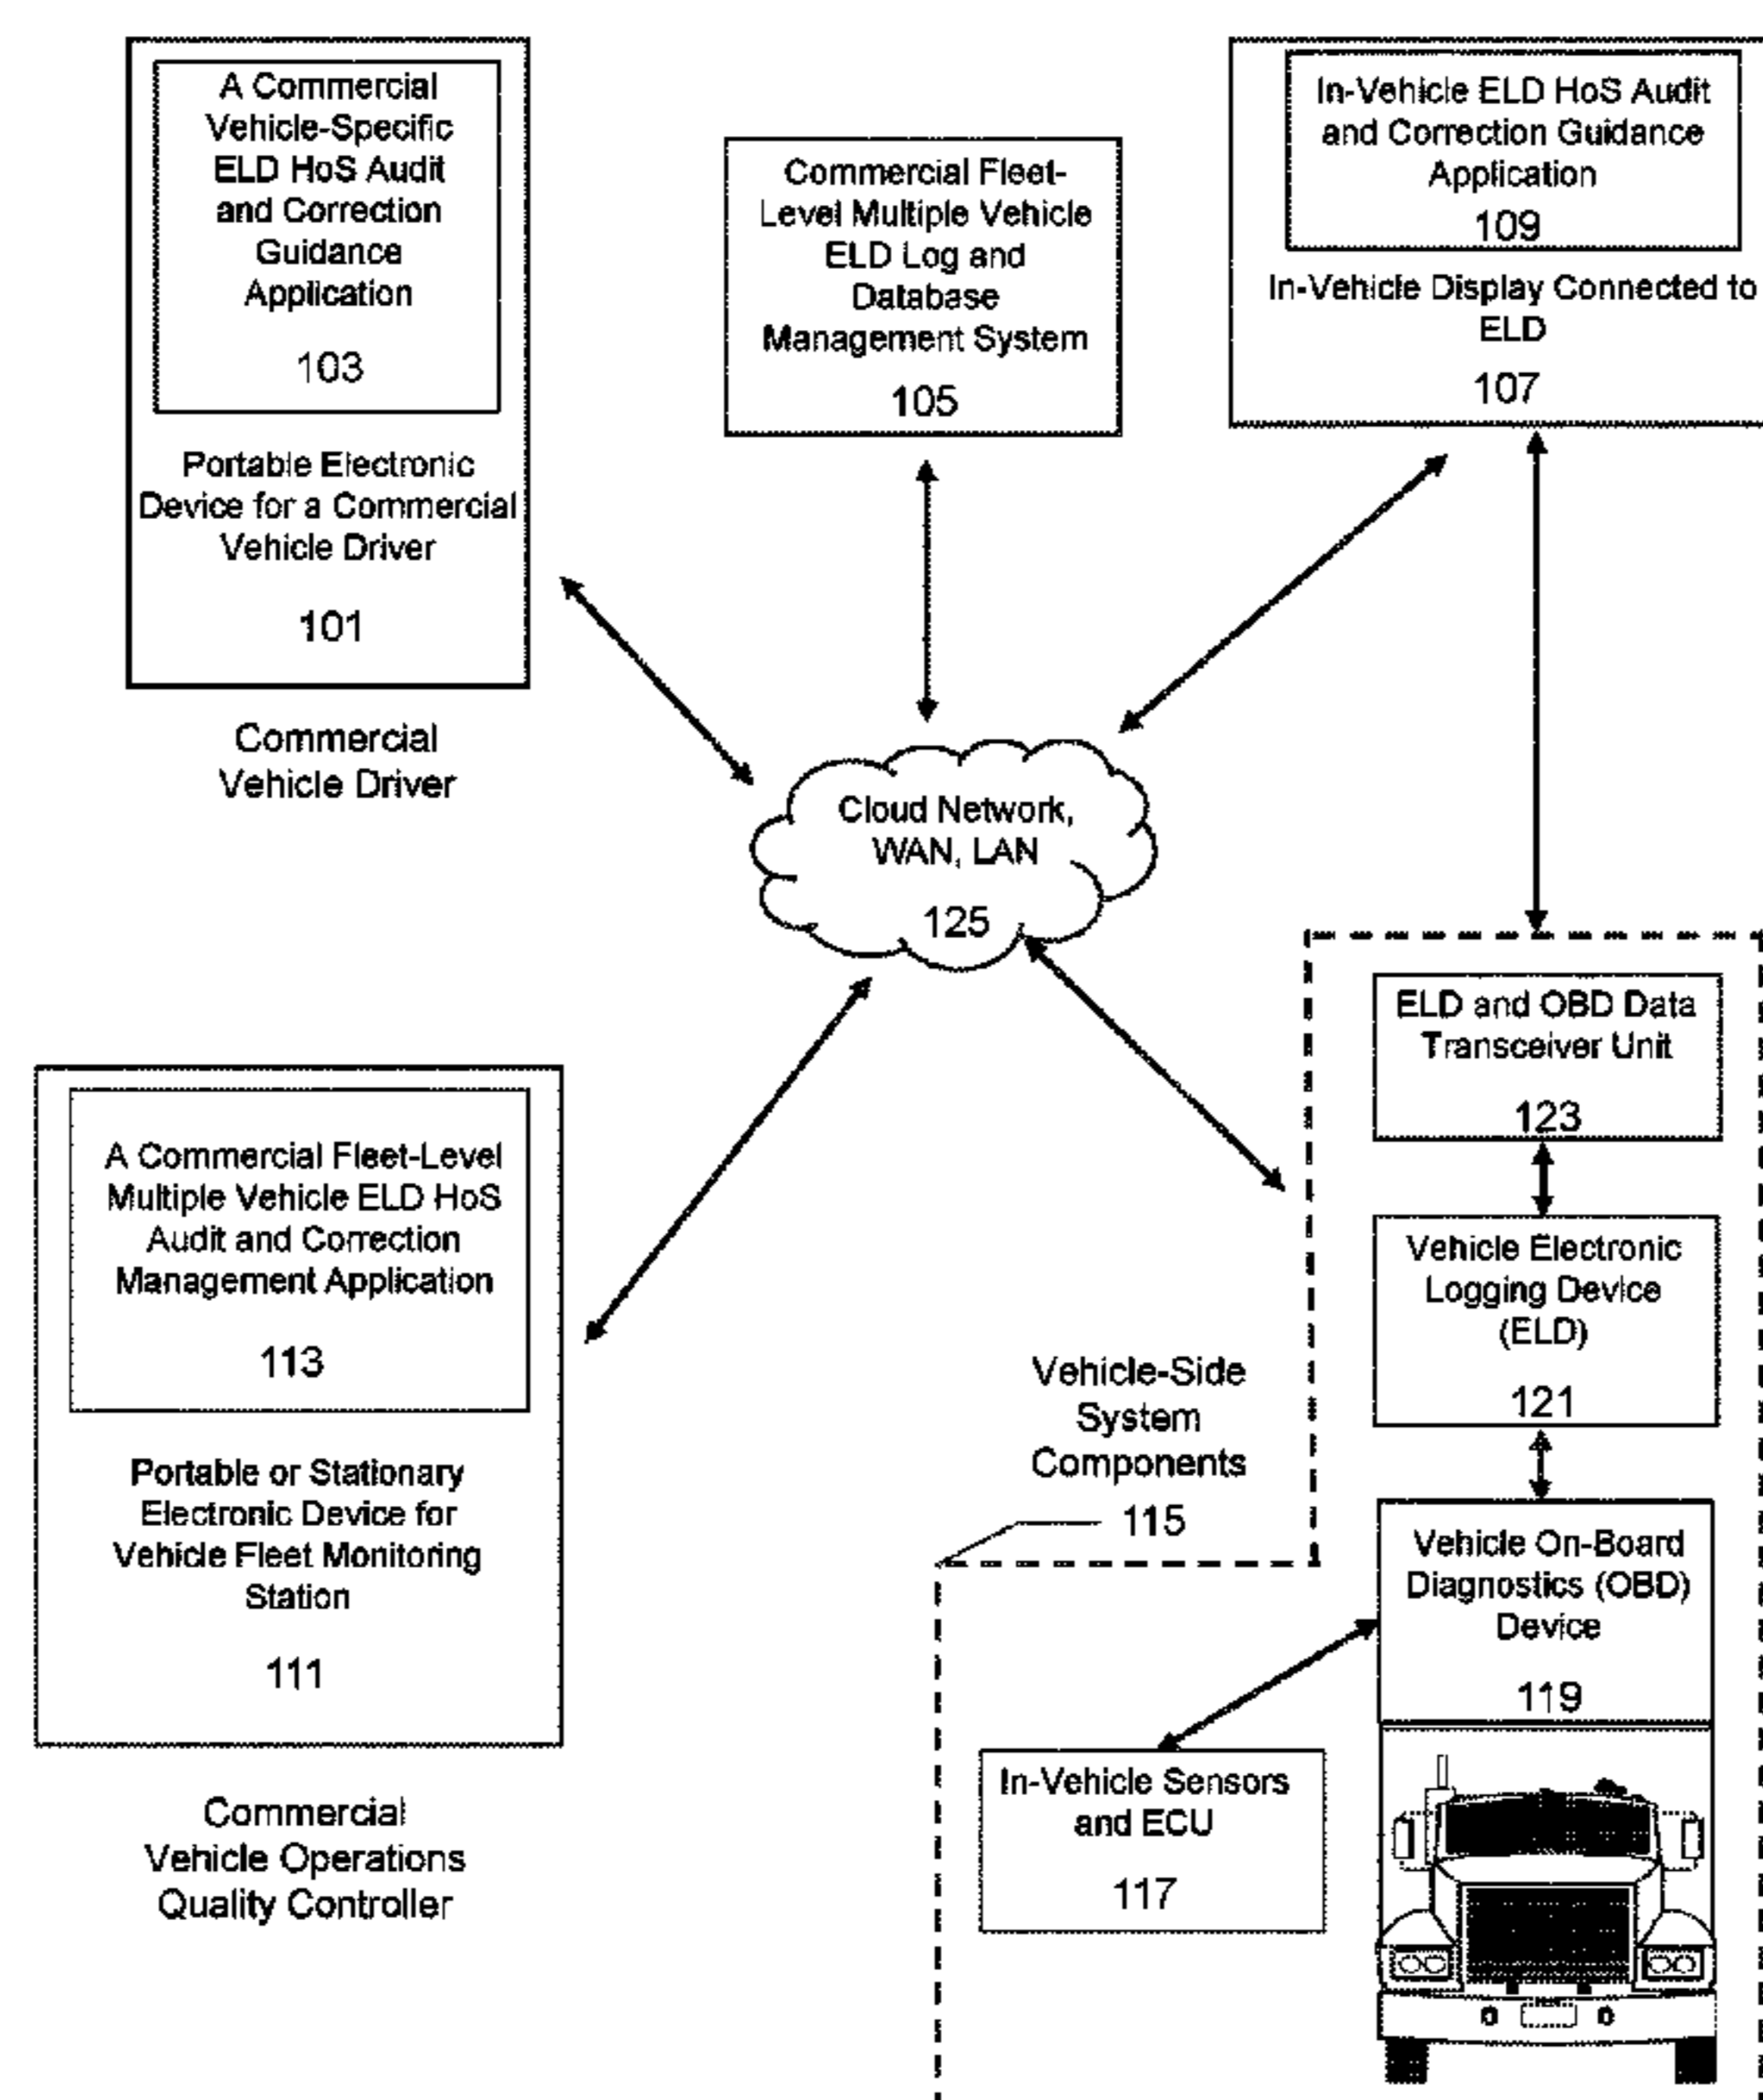 A Commercial
Vehicle-Specific
ELD HoS Audit
and Correction
Guidance
Application
103
Portable Electronic
Device for a Commercial
Vehicle Driver
101
Commercial
Vehicle Driver
Commercial Fleet-
Level Multiple Vehicle
ELD Log and
Database
Management System
105
In-Vehicle ELD HoS Audit
and Correction Guidance
Application
109
In-Vehicle Display Connected to
ELD
107
Cloud Network,
WAN, LAN
125
A Commercial Fleet-Level
Multiple Vehicle ELD HoS
Audit and Correction
Management Application
113
Portable or Stationary
Electronic Device for
Vehicle Fleet Monitoring
Station
111
Commercial
Vehicle Operations
Quality Controller
Vehicle-Side
System
Components
115
ELD and OBD Data
Transceiver Unit
123
Vehicle Electronic
Logging Device
(ELD)
121
Vehicle On-Board
Diagnostics (OBD)
Device
119
In-Vehicle Sensors
and ECU
117